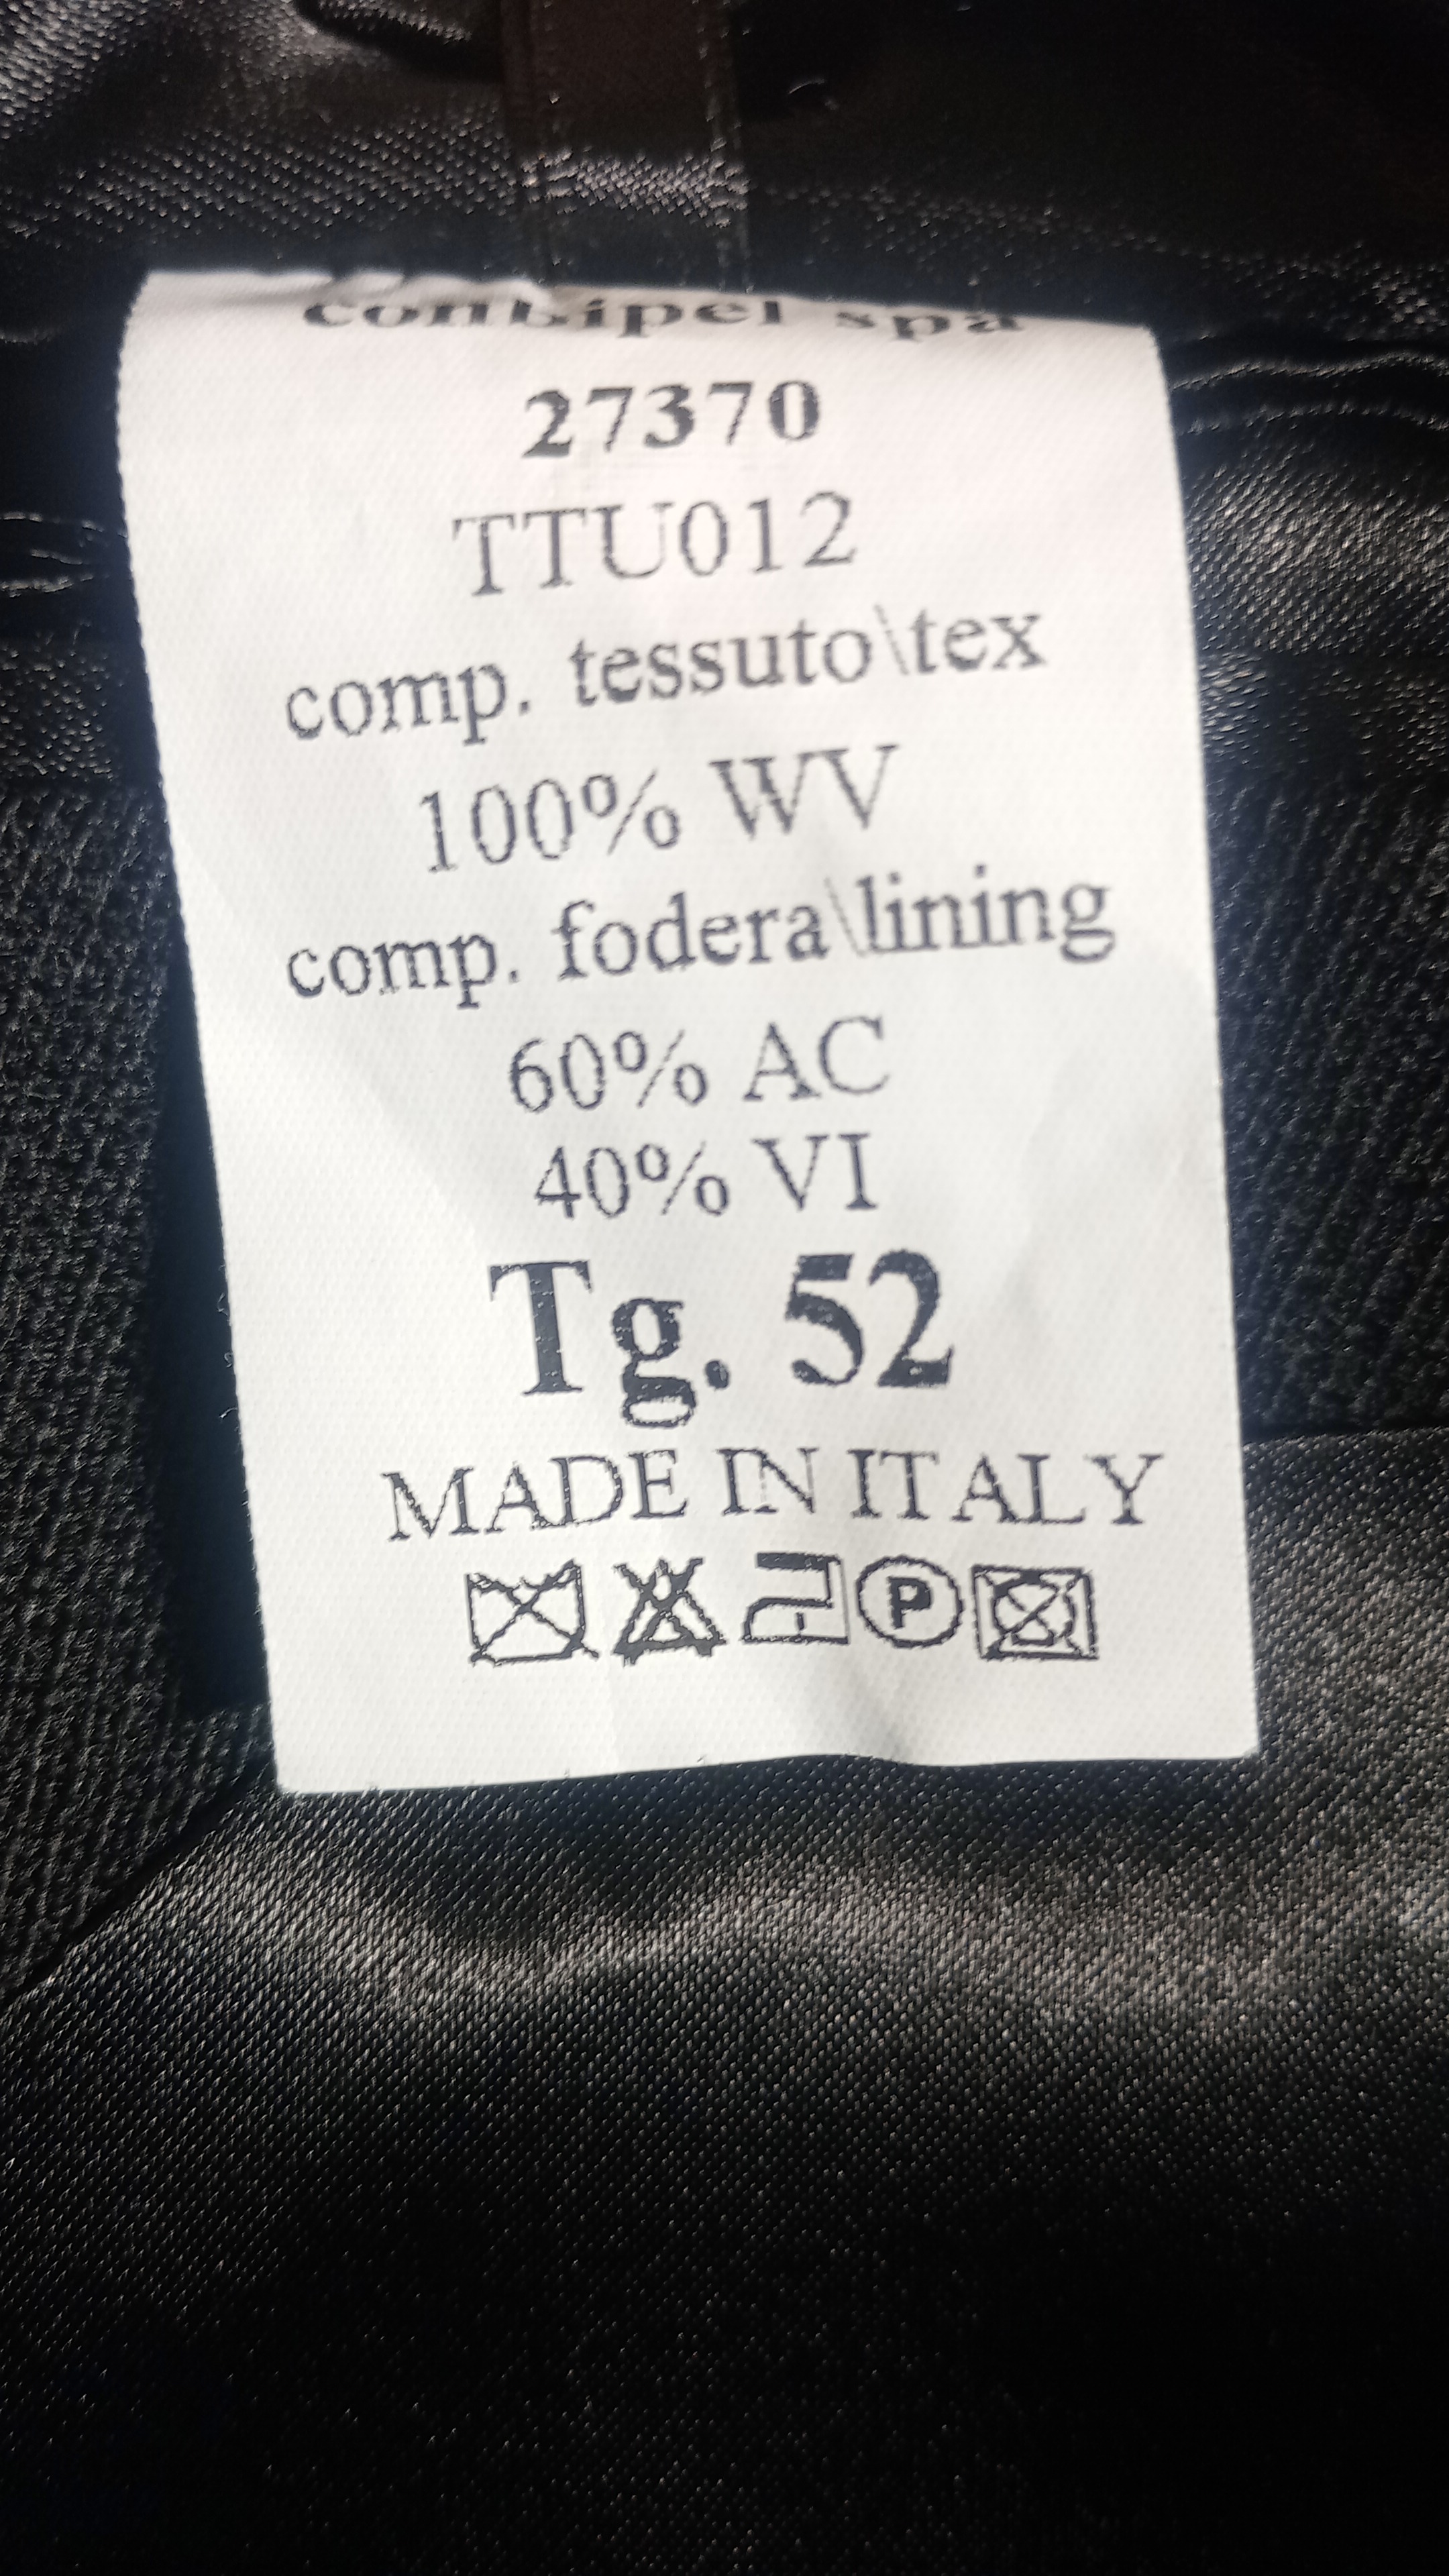 conbipel spa
27370
TTU012
comp. tessuto\tex
100% WV
comp. fodera\lining
60% AC
40% VI
Tg. 52
MADE IN ITALY
P